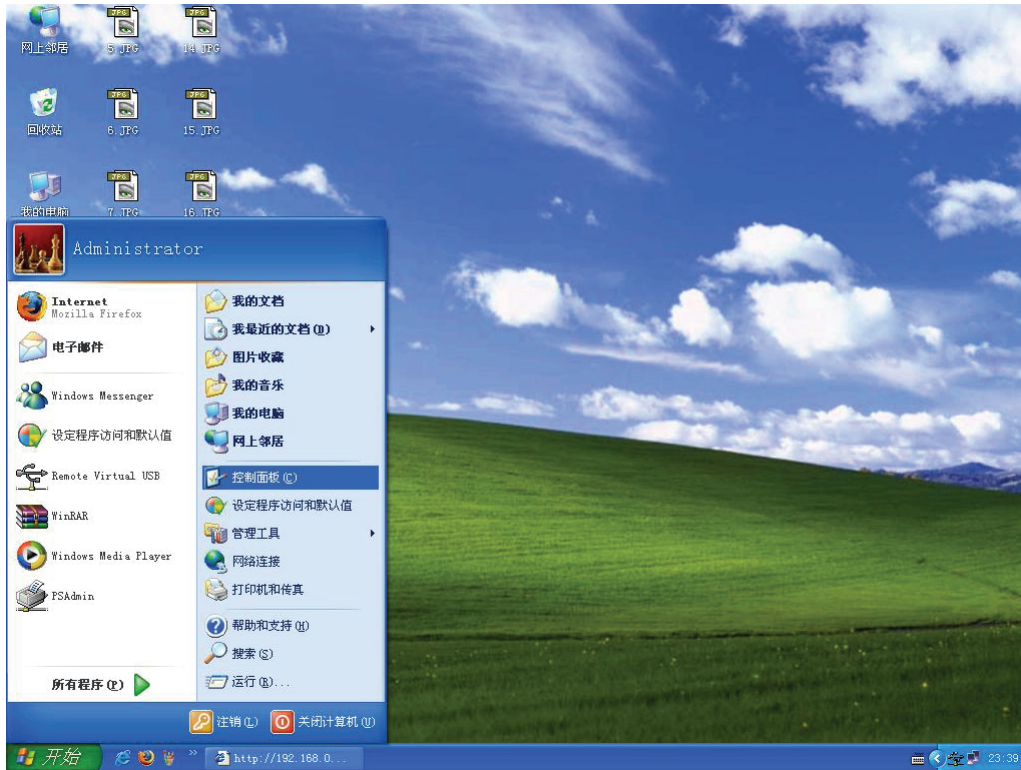 网上邻居
5.JPG
14.JPG
回收站
6.JPG
15.JPG
我的电脑
7.JPG
16.JPG
Administrator
Internet
Mozilla Firefox
电子邮件
Windows Messenger
设定程序访问和默认值
Remote Virtual USB
WinRAR
Windows Media Player
PSAdmin
所有程序(P)
我的文档
我最近的文档(D)
图片收藏
我的音乐
我的电脑
网上邻居
控制面板(C)
设定程序访问和默认值
管理工具
网络连接
打印机和传真
帮助和支持(H)
搜索(S)
运行(R)...
注销(L)
关闭计算机(U)
开始
http://192.168.0...
23:39